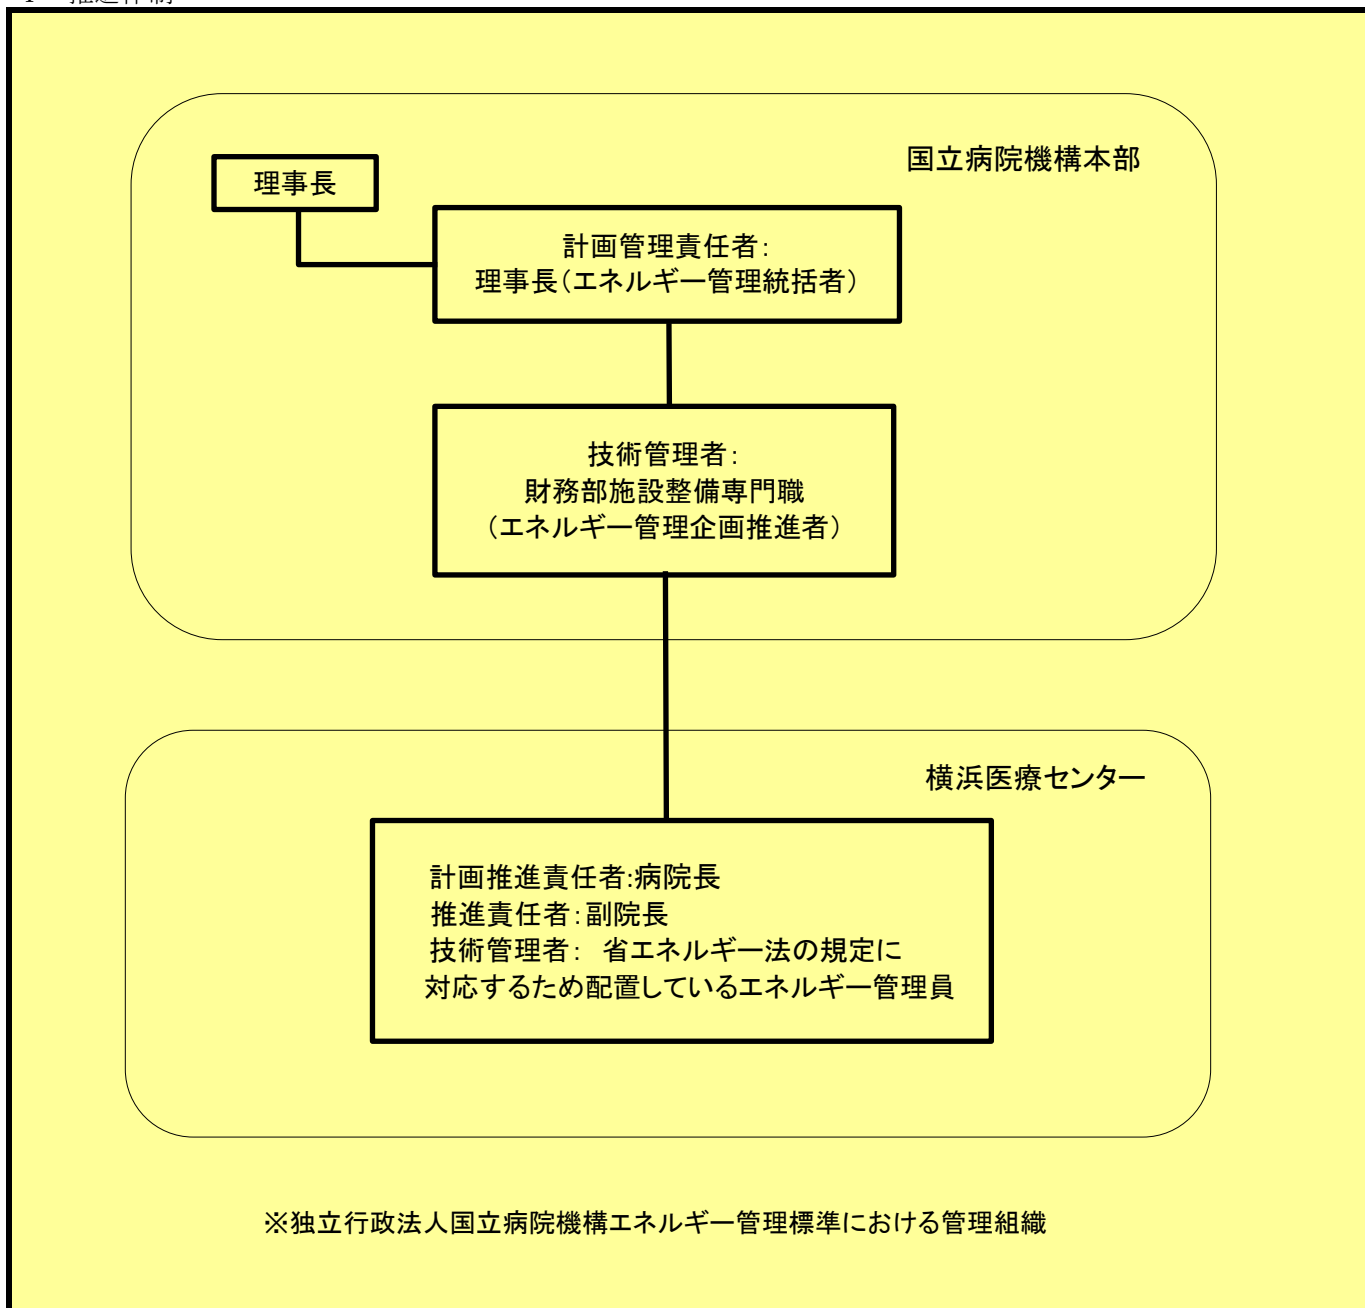 国立病院機構本部
理事長
計画管理責任者：
理事長（エネルギー管理統括者）
技術管理者：
財務部施設整備専門職
（エネルギー管理企画推進者）
横浜医療センター
計画推進責任者:病院長
推進責任者：副院長
技術管理者： 省エネルギー法の規定に
対応するため配置しているエネルギー管理員
※独立行政法人国立病院機構エネルギー管理標準における管理組織